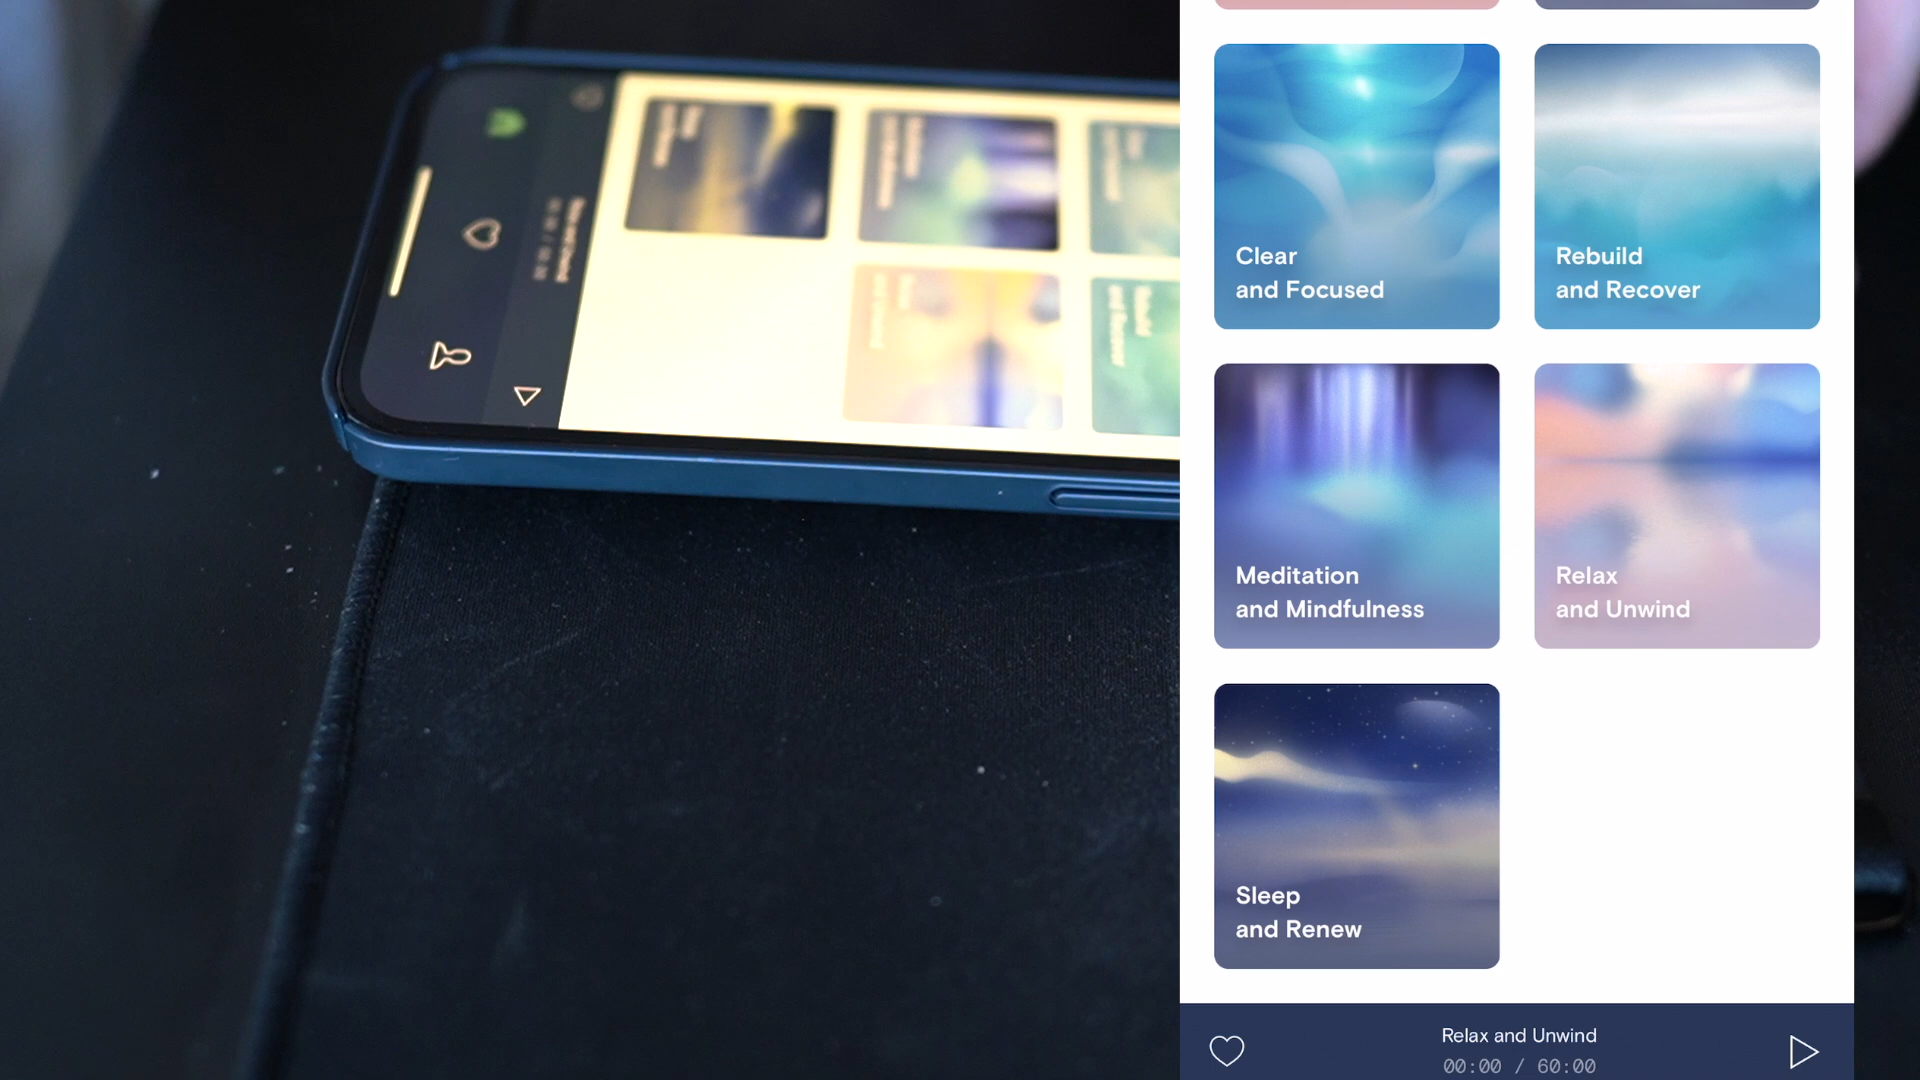 Clear
and Focused
Rebuild
and Recover
Meditation
and Mindfulness
Relax
and Unwind
Sleep
and Renew
Relax and Unwind
00:00 / 60:00